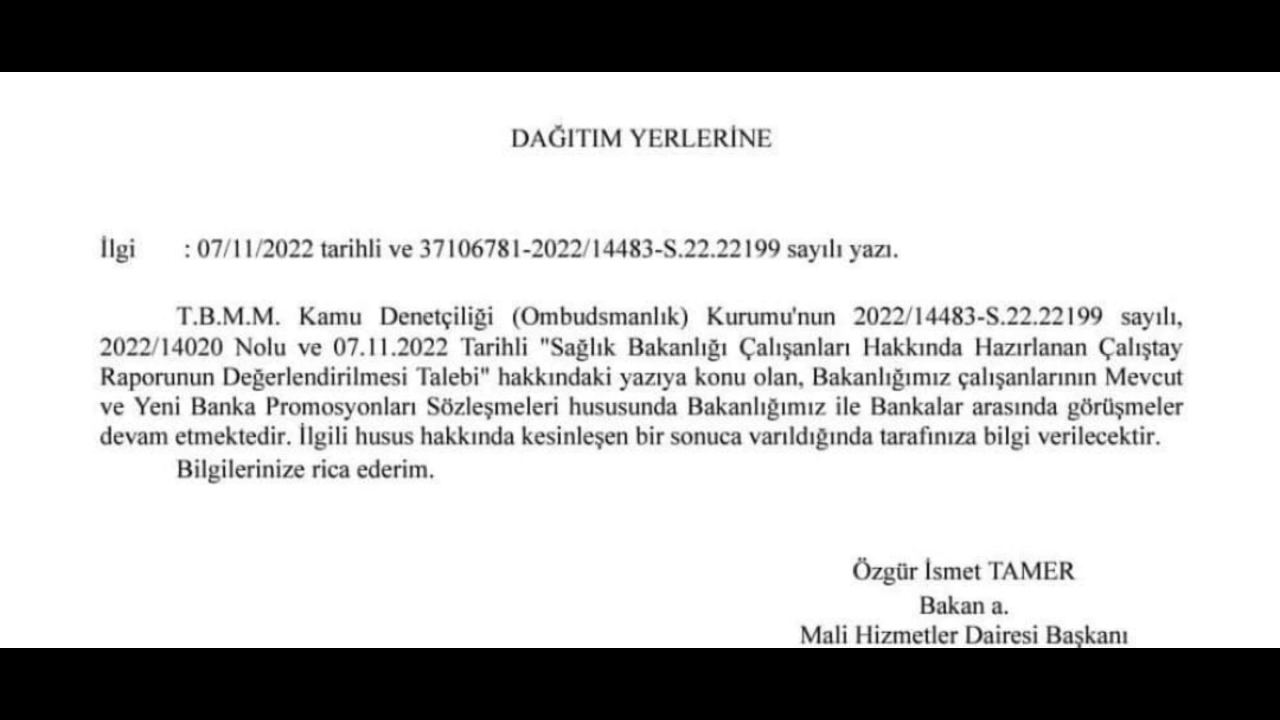 DAĞITIM YERLERİNE
İlgi : 07/11/2022 tarihli ve 37106781-2022/14483-S.22.22199 sayılı yazı.
T.B.M.M. Kamu Denetçiliği (Ombudsmanlık) Kurumu'nun 2022/14483-S.22.22199 sayılı,
2022/14020 Nolu ve 07.11.2022 Tarihli "Sağlık Bakanlığı Çalışanları Hakkında Hazırlanan Çalıştay
Raporunun Değerlendirilmesi Talebi" hakkındaki yazıya konu olan, Bakanlığımız çalışanlarının Mevcut
ve Yeni Banka Promosyonları Sözleşmeleri hususunda Bakanlığımız ile Bankalar arasında görüşmeler
devam etmektedir. İlgili husus hakkında kesinleşen bir sonuca varıldığında tarafınıza bilgi verilecektir.
Bilgilerinize rica ederim.
Özgür İsmet TAMER
Bakan a.
Mali Hizmetler Dairesi Başkanı